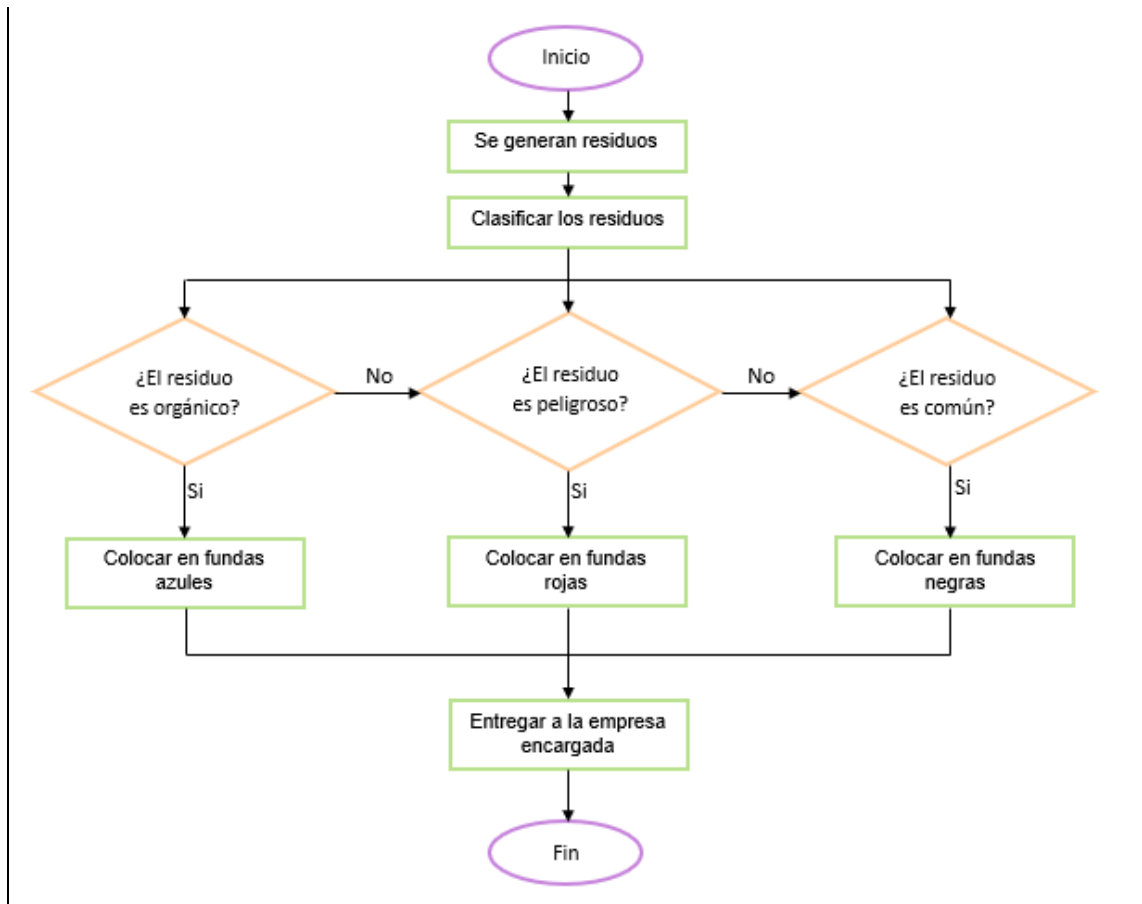 Inicio
Se generan residuos
Clasificar los residuos
¿El residuo
es orgánico?
No
¿El residuo
es peligroso?
No
¿El residuo
es común?
Si
Si
Si
Colocar en fundas
azules
Colocar en fundas
rojas
Colocar en fundas
negras
Entregar a la empresa
encargada
Fin